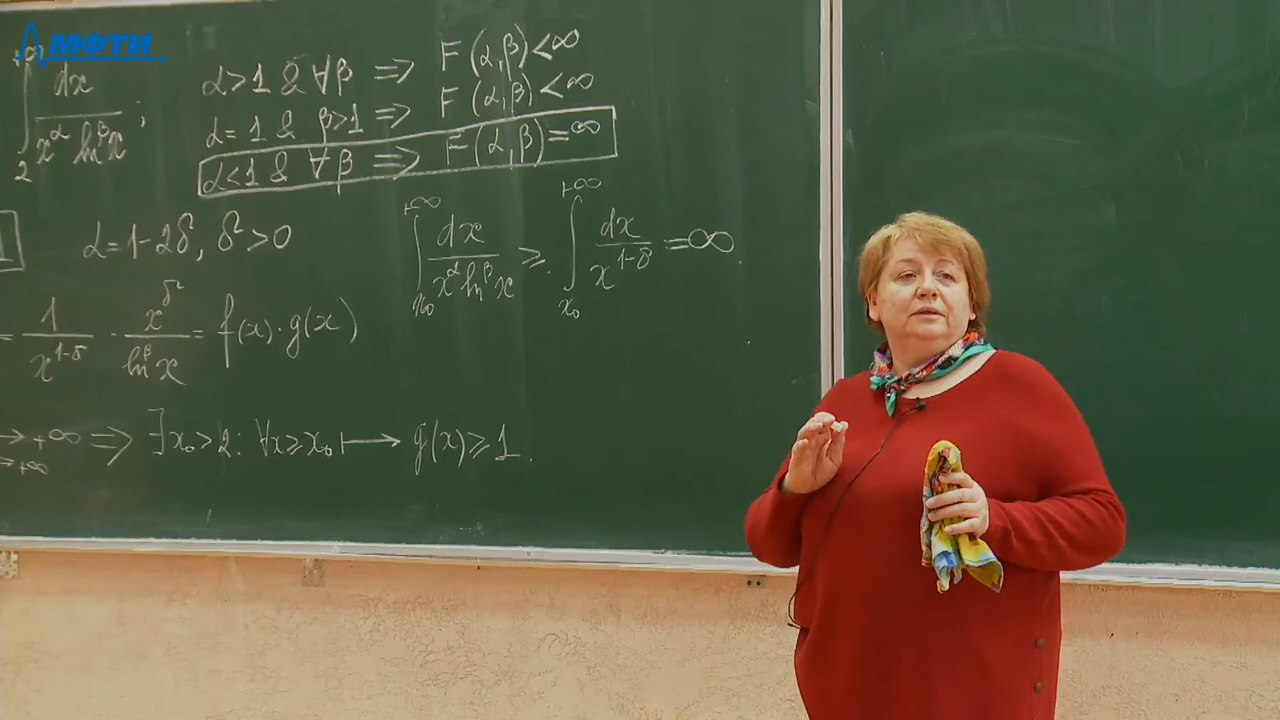 МФТИ
+∞
∫ dx / (x^α ln^β x) ;
2
α>1 & ∀β ⇒ F(α,β)<∞
α=1 & β>1 ⇒ F(α,β)<∞
α<1 & ∀β ⇒ F(α,β)=∞
α=1-2δ, δ>0
∫_{x₀}^{+∞} dx / (x^α ln^β x) ≥ ∫_{x₀}^{+∞} dx / x^{1-δ} =∞.
= 1/x^{1-δ} · x^δ / ln^β x = f(x)·g(x)
→ +∞ ⇒ ∃x₀>2: ∀x≥x₀ ↦ g(x)≥1.
→+∞